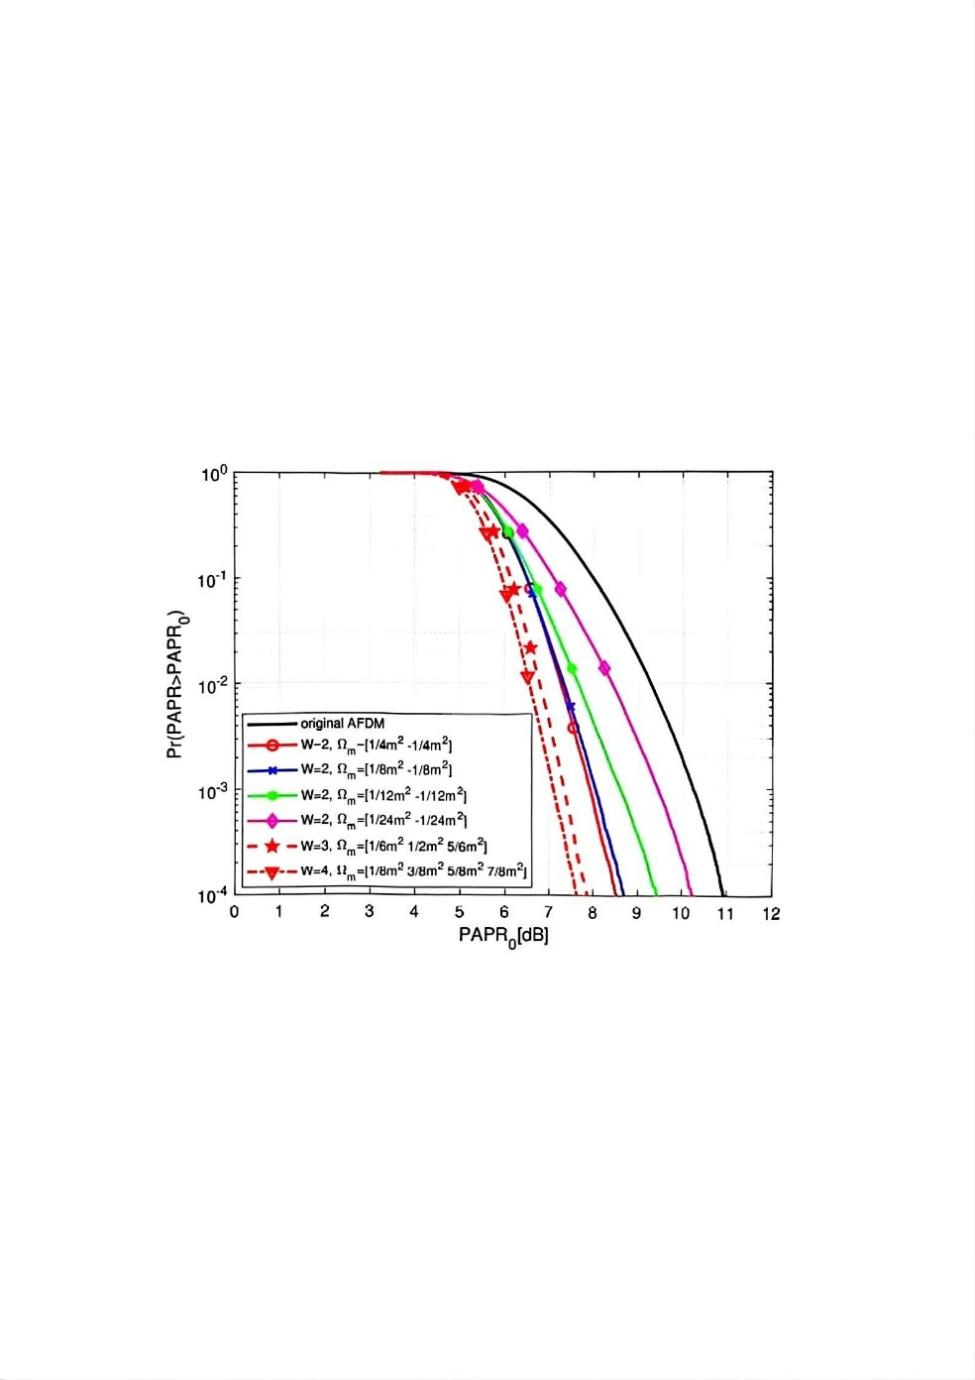 10⁰
10⁻¹
10⁻²
10⁻³
10⁻⁴
Pr(PAPR>PAPR₀)
original AFDM
W=2, Ωₘ=[1/4m² -1/4m²]
W=2, Ωₘ=[1/8m² -1/8m²]
W=2, Ωₘ=[1/12m² -1/12m²]
W=2, Ωₘ=[1/24m² -1/24m²]
W=3, Ωₘ=[1/6m² 1/2m² 5/6m²]
W=4, Ωₘ=[1/8m² 3/8m² 5/8m² 7/8m²]
0 1 2 3 4 5 6 7 8 9 10 11 12
PAPR₀[dB]